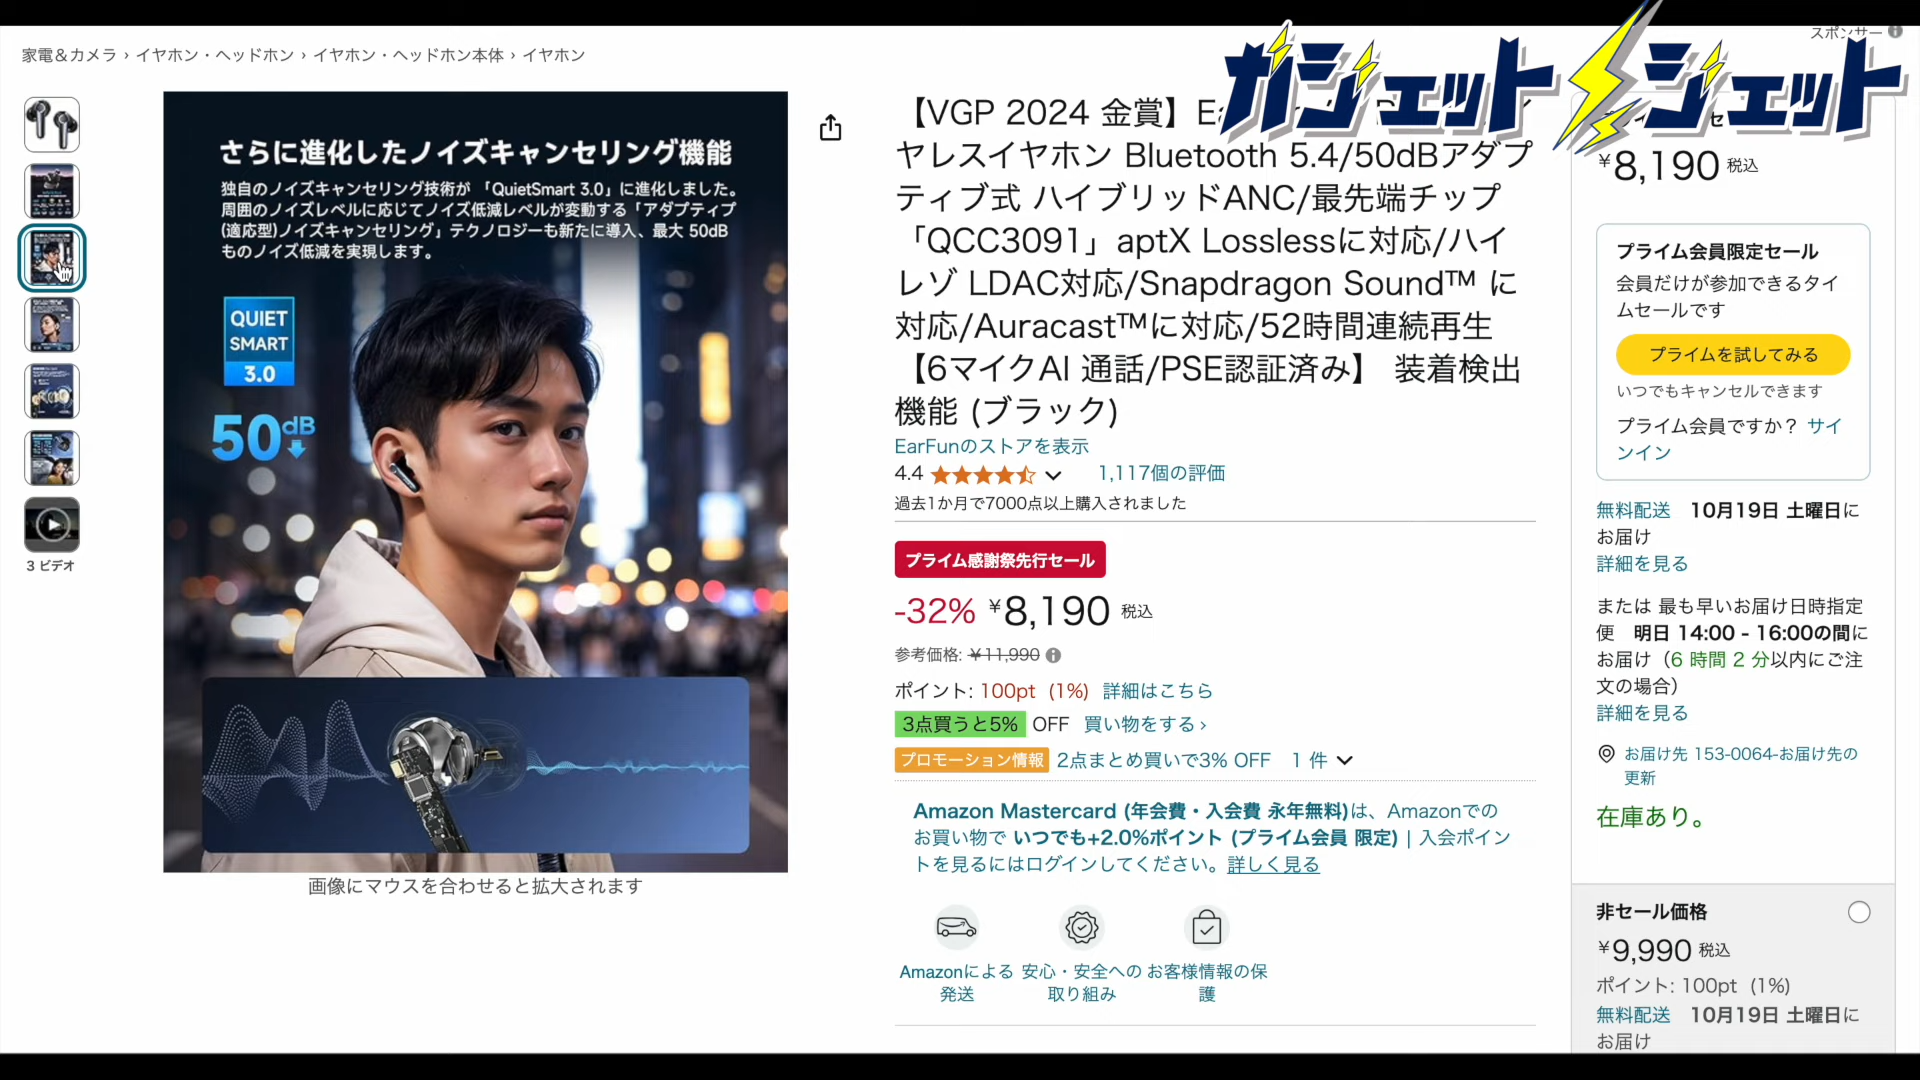 ガジェットジェット
スポンサー
家電＆カメラ › イヤホン・ヘッドホン › イヤホン・ヘッドホン本体 › イヤホン
3 ビデオ
さらに進化したノイズキャンセリング機能
独自のノイズキャンセリング技術が「QuietSmart 3.0」に進化しました。
周囲のノイズレベルに応じてノイズ低減レベルが変動する「アダプティブ
(適応型)ノイズキャンセリング」テクノロジーも新たに導入、最大 50dB
ものノイズ低減を実現します。
QUIET
SMART
3.0
50dB
画像にマウスを合わせると拡大されます
【VGP 2024 金賞】
ヤレスイヤホン Bluetooth 5.4/50dBアダプ
ティブ式 ハイブリッドANC/最先端チップ
「QCC3091」aptX Losslessに対応/ハイ
レゾ LDAC対応/Snapdragon Sound™ に
対応/Auracast™に対応/52時間連続再生
【6マイクAI 通話/PSE認証済み】 装着検出
機能 (ブラック)
EarFunのストアを表示
4.4 1,117個の評価
過去1か月で7000点以上購入されました
プライム感謝祭先行セール
-32% ¥8,190 税込
参考価格: ¥11,990
ポイント: 100pt (1%) 詳細はこちら
3点買うと5% OFF 買い物をする ›
プロモーション情報 2点まとめ買いで3% OFF 1 件
Amazon Mastercard (年会費・入会費 永年無料)は、Amazonでの
お買い物で いつでも+2.0%ポイント (プライム会員 限定) | 入会ポイン
トを見るにはログインしてください。詳しく見る
Amazonによる
発送
安心・安全への
取り組み
お客様情報の保
護
¥8,190 税込
プライム会員限定セール
会員だけが参加できるタイ
ムセールです
プライムを試してみる
いつでもキャンセルできます
プライム会員ですか？ サイ
ンイン
無料配送 10月19日 土曜日に
お届け
詳細を見る
または 最も早いお届け日時指定
便 明日 14:00 - 16:00の間に
お届け（6 時間 2 分以内にご注
文の場合）
詳細を見る
お届け先 153-0064-お届け先の
更新
在庫あり。
非セール価格
¥9,990 税込
ポイント: 100pt (1%)
無料配送 10月19日 土曜日に
お届け